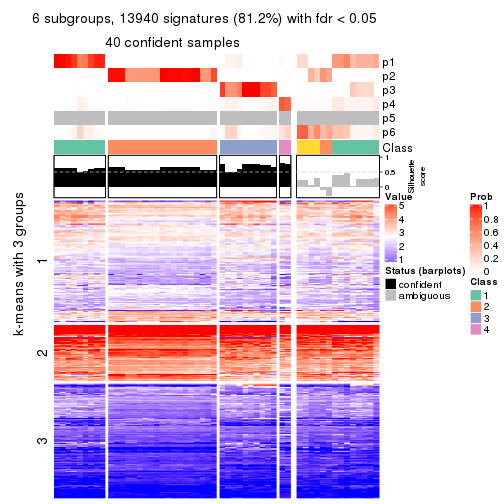 6 subgroups, 13940 signatures (81.2%) with fdr < 0.05
40 confident samples
p1
p2
p3
p4
p5
p6
Class
1
0.5
0
Silhouette
score
k-means with 3 groups
1
2
3
Value
5
4
3
2
1
Status (barplots)
confident
ambiguous
Prob
1
0.8
0.6
0.4
0.2
0
Class
1
2
3
4